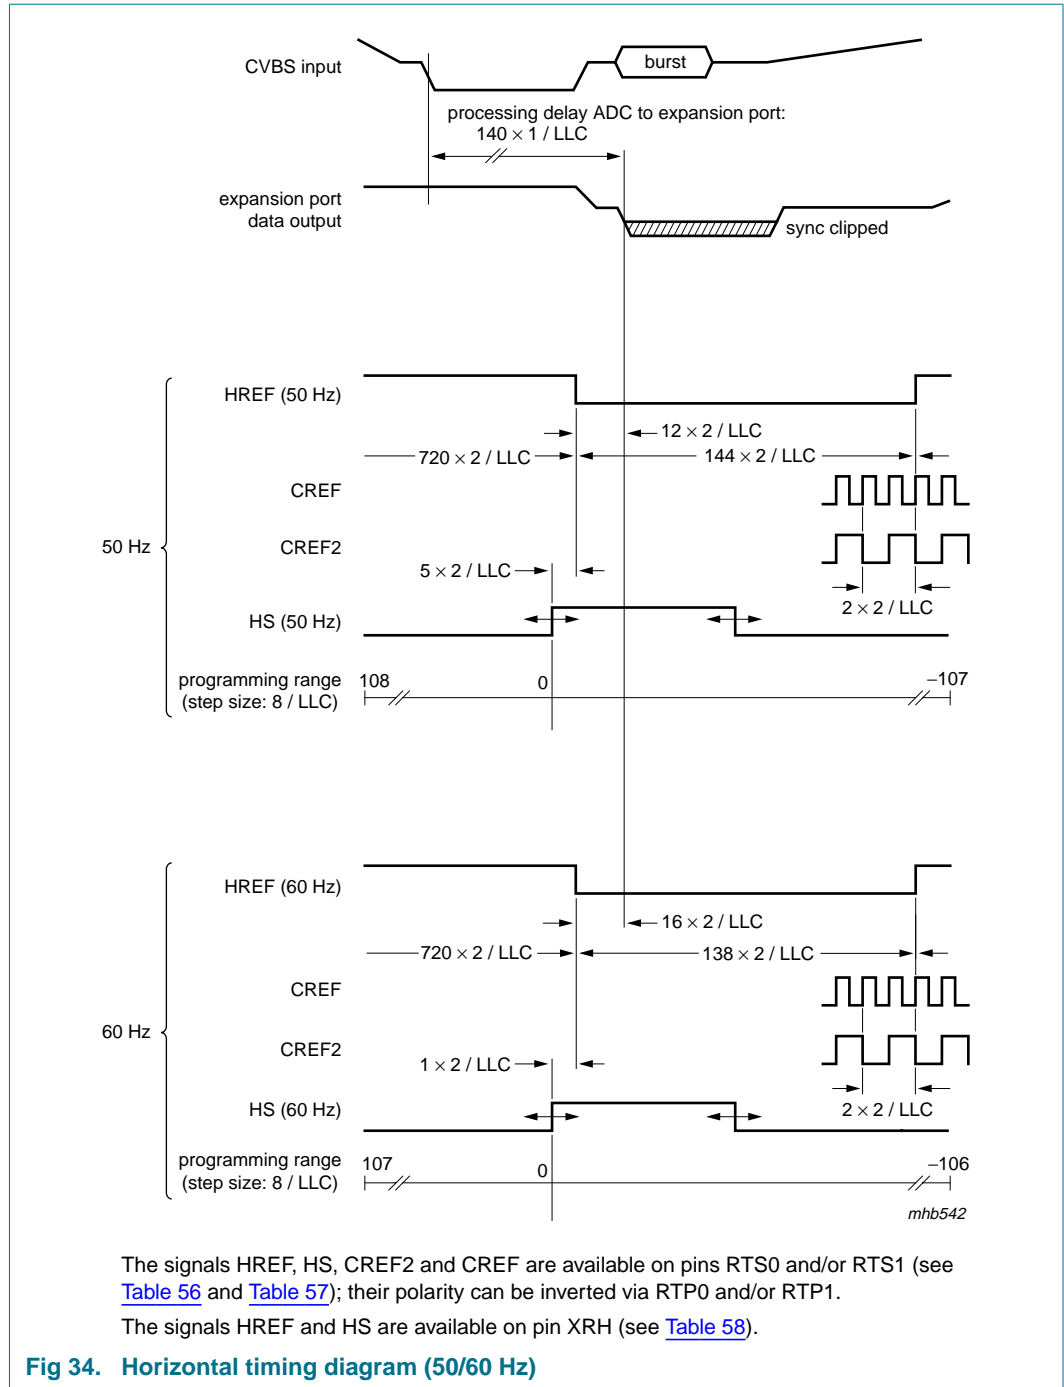 CVBS input
burst
processing delay ADC to expansion port:
140 × 1 / LLC
expansion port
data output
sync clipped
HREF (50 Hz)
12 × 2 / LLC
720 × 2 / LLC
144 × 2 / LLC
CREF
50 Hz
CREF2
5 × 2 / LLC
2 × 2 / LLC
HS (50 Hz)
programming range
(step size: 8 / LLC)
108
0
−107
HREF (60 Hz)
16 × 2 / LLC
720 × 2 / LLC
138 × 2 / LLC
CREF
60 Hz
CREF2
1 × 2 / LLC
2 × 2 / LLC
HS (60 Hz)
programming range
(step size: 8 / LLC)
107
0
−106
mhb542
The signals HREF, HS, CREF2 and CREF are available on pins RTS0 and/or RTS1 (see
Table 56 and Table 57); their polarity can be inverted via RTP0 and/or RTP1.
The signals HREF and HS are available on pin XRH (see Table 58).
Fig 34. Horizontal timing diagram (50/60 Hz)